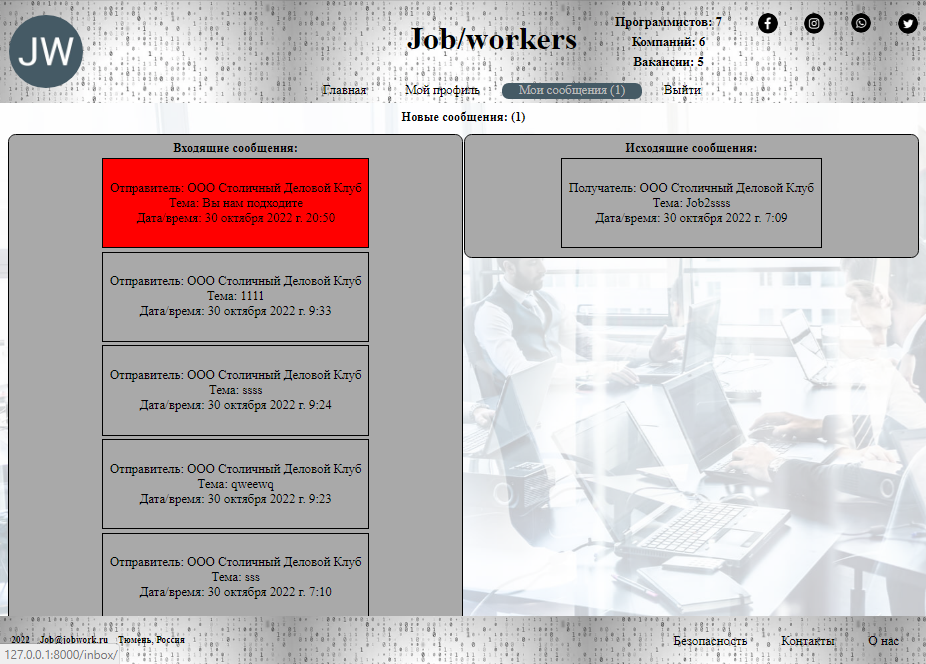 JW
Job/workers
Программистов: 7
Компаний: 6
Вакансии: 5
Главная Мой профиль Мои сообщения (1) Выйти
Новые сообщения: (1)
Входящие сообщения:
Отправитель: ООО Столичный Деловой Клуб
Тема: Вы нам подходите
Дата/время: 30 октября 2022 г. 20:50
Отправитель: ООО Столичный Деловой Клуб
Тема: 1111
Дата/время: 30 октября 2022 г. 9:33
Отправитель: ООО Столичный Деловой Клуб
Тема: ssss
Дата/время: 30 октября 2022 г. 9:24
Отправитель: ООО Столичный Деловой Клуб
Тема: qweewq
Дата/время: 30 октября 2022 г. 9:23
Отправитель: ООО Столичный Деловой Клуб
Тема: sss
Дата/время: 30 октября 2022 г. 7:10
Исходящие сообщения:
Получатель: ООО Столичный Деловой Клуб
Тема: Job2ssss
Дата/время: 30 октября 2022 г. 7:09
2022 Job@jobwork.ru Тюмень, Россия
Безопасность Контакты О нас
127.0.0.1:8000/inbox/